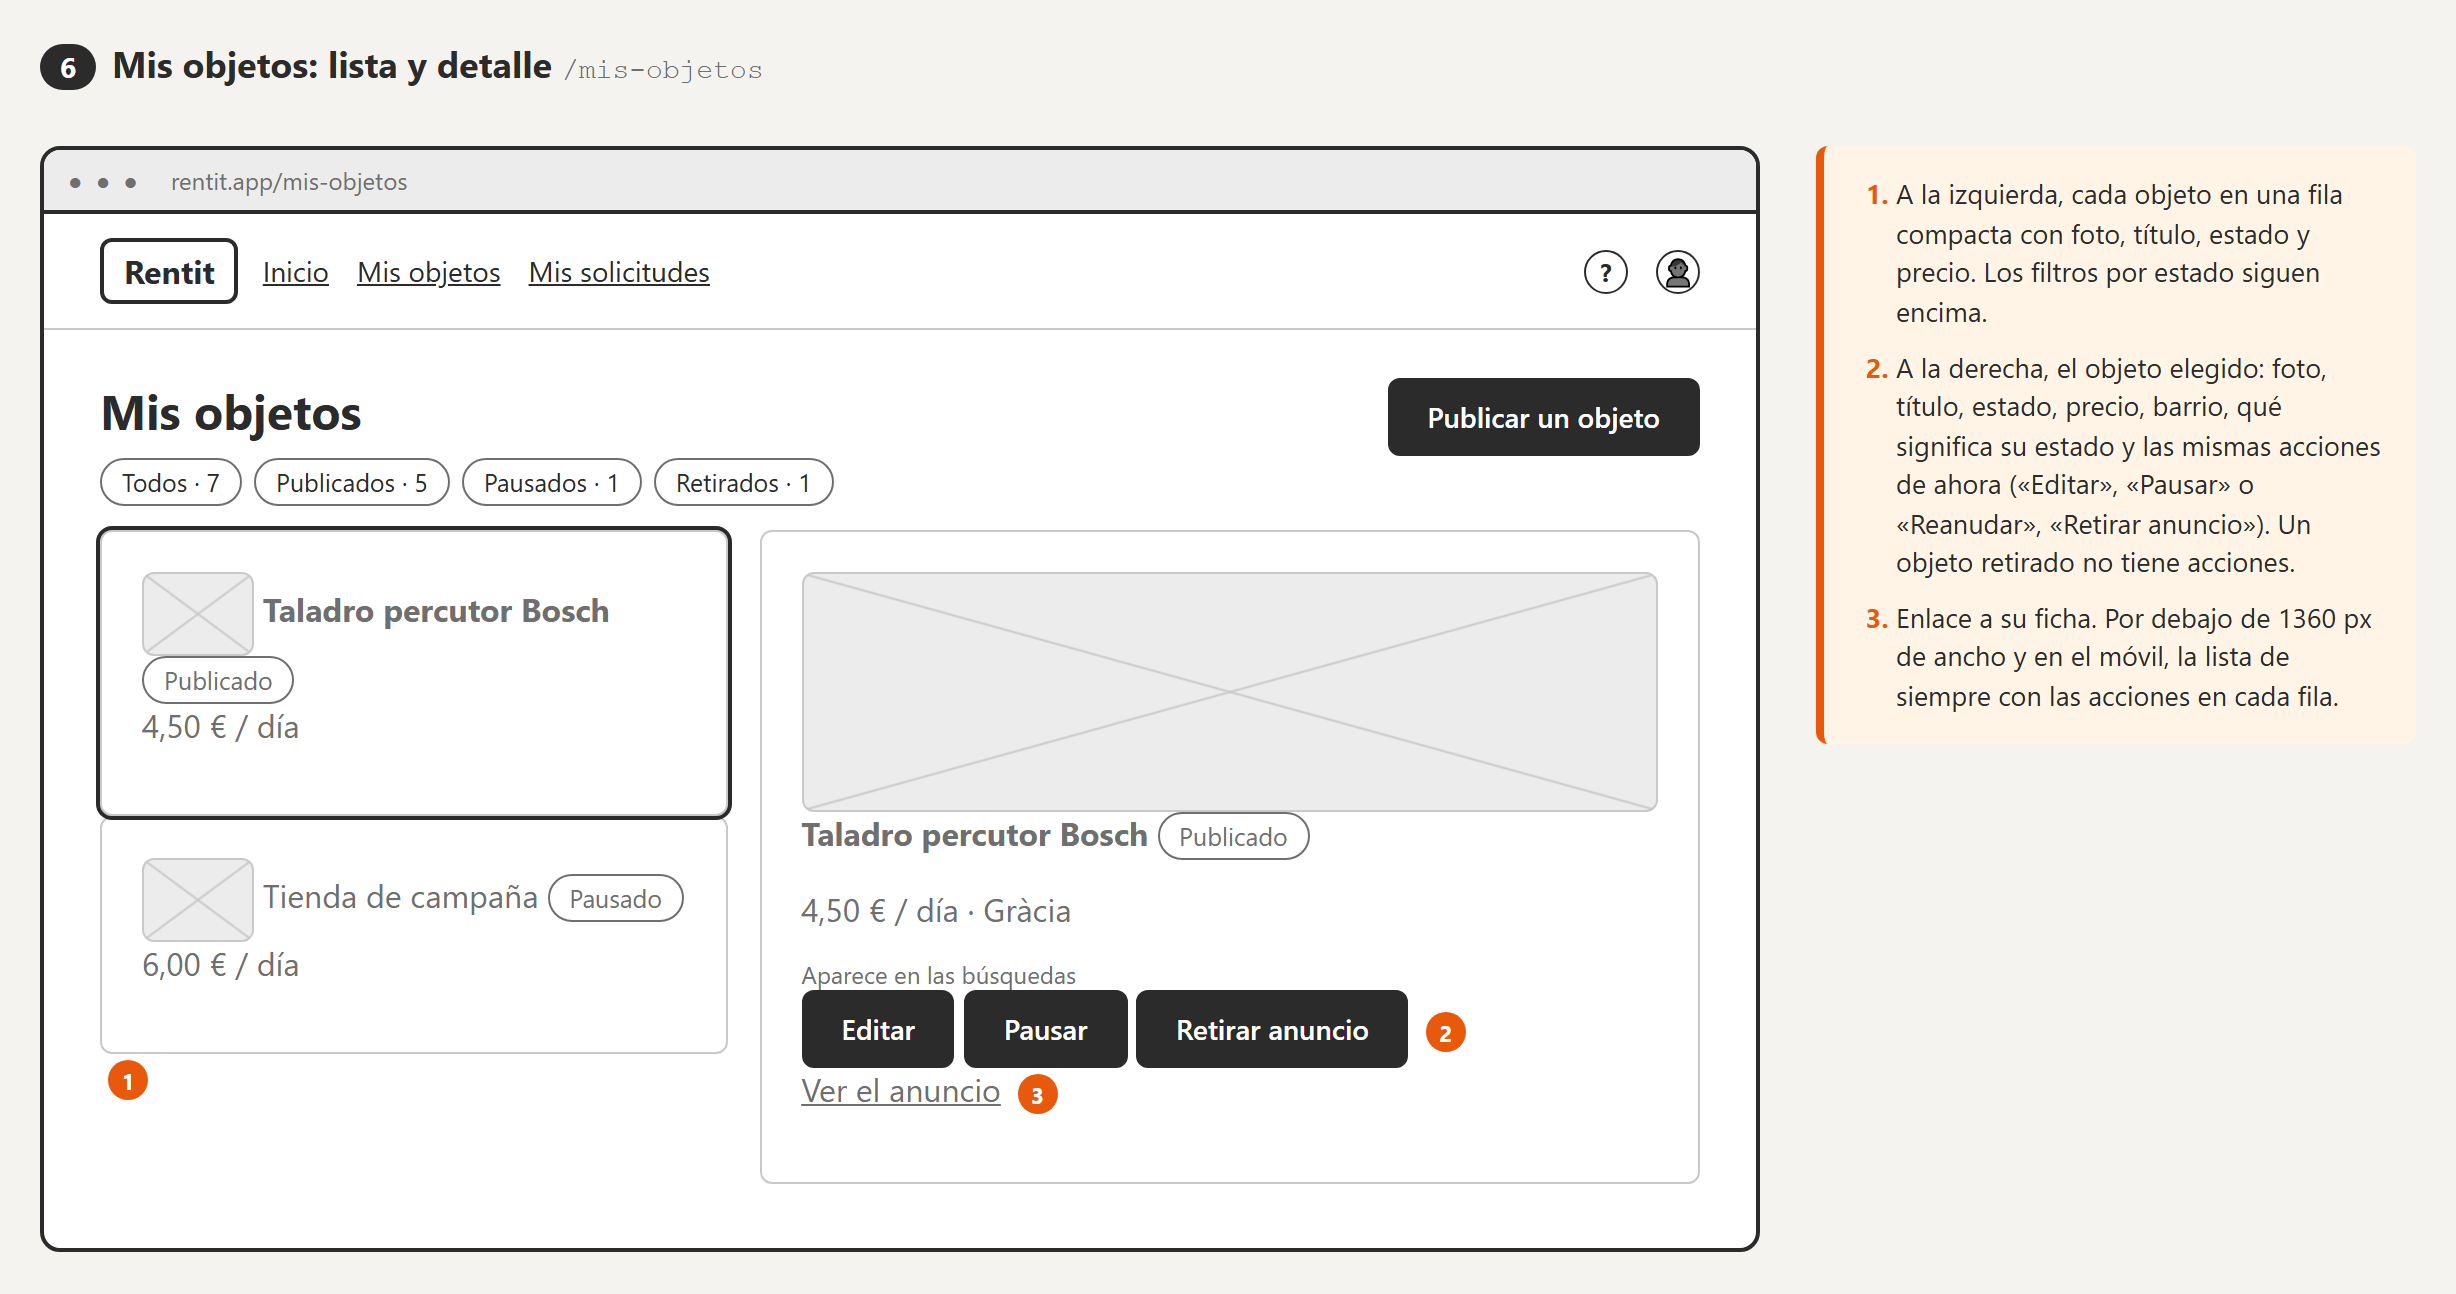 6 Mis objetos: lista y detalle /mis-objetos
rentit.app/mis-objetos
Rentit Inicio Mis objetos Mis solicitudes ?
Mis objetos
Publicar un objeto
Todos · 7 Publicados · 5 Pausados · 1 Retirados · 1
Taladro percutor Bosch
Publicado
4,50 € / día
Tienda de campaña Pausado
6,00 € / día
1
Taladro percutor Bosch Publicado
4,50 € / día · Gràcia
Aparece en las búsquedas
Editar Pausar Retirar anuncio 2
Ver el anuncio 3
1. A la izquierda, cada objeto en una fila
compacta con foto, título, estado y
precio. Los filtros por estado siguen
encima.
2. A la derecha, el objeto elegido: foto,
título, estado, precio, barrio, qué
significa su estado y las mismas acciones
de ahora («Editar», «Pausar» o
«Reanudar», «Retirar anuncio»). Un
objeto retirado no tiene acciones.
3. Enlace a su ficha. Por debajo de 1360 px
de ancho y en el móvil, la lista de
siempre con las acciones en cada fila.